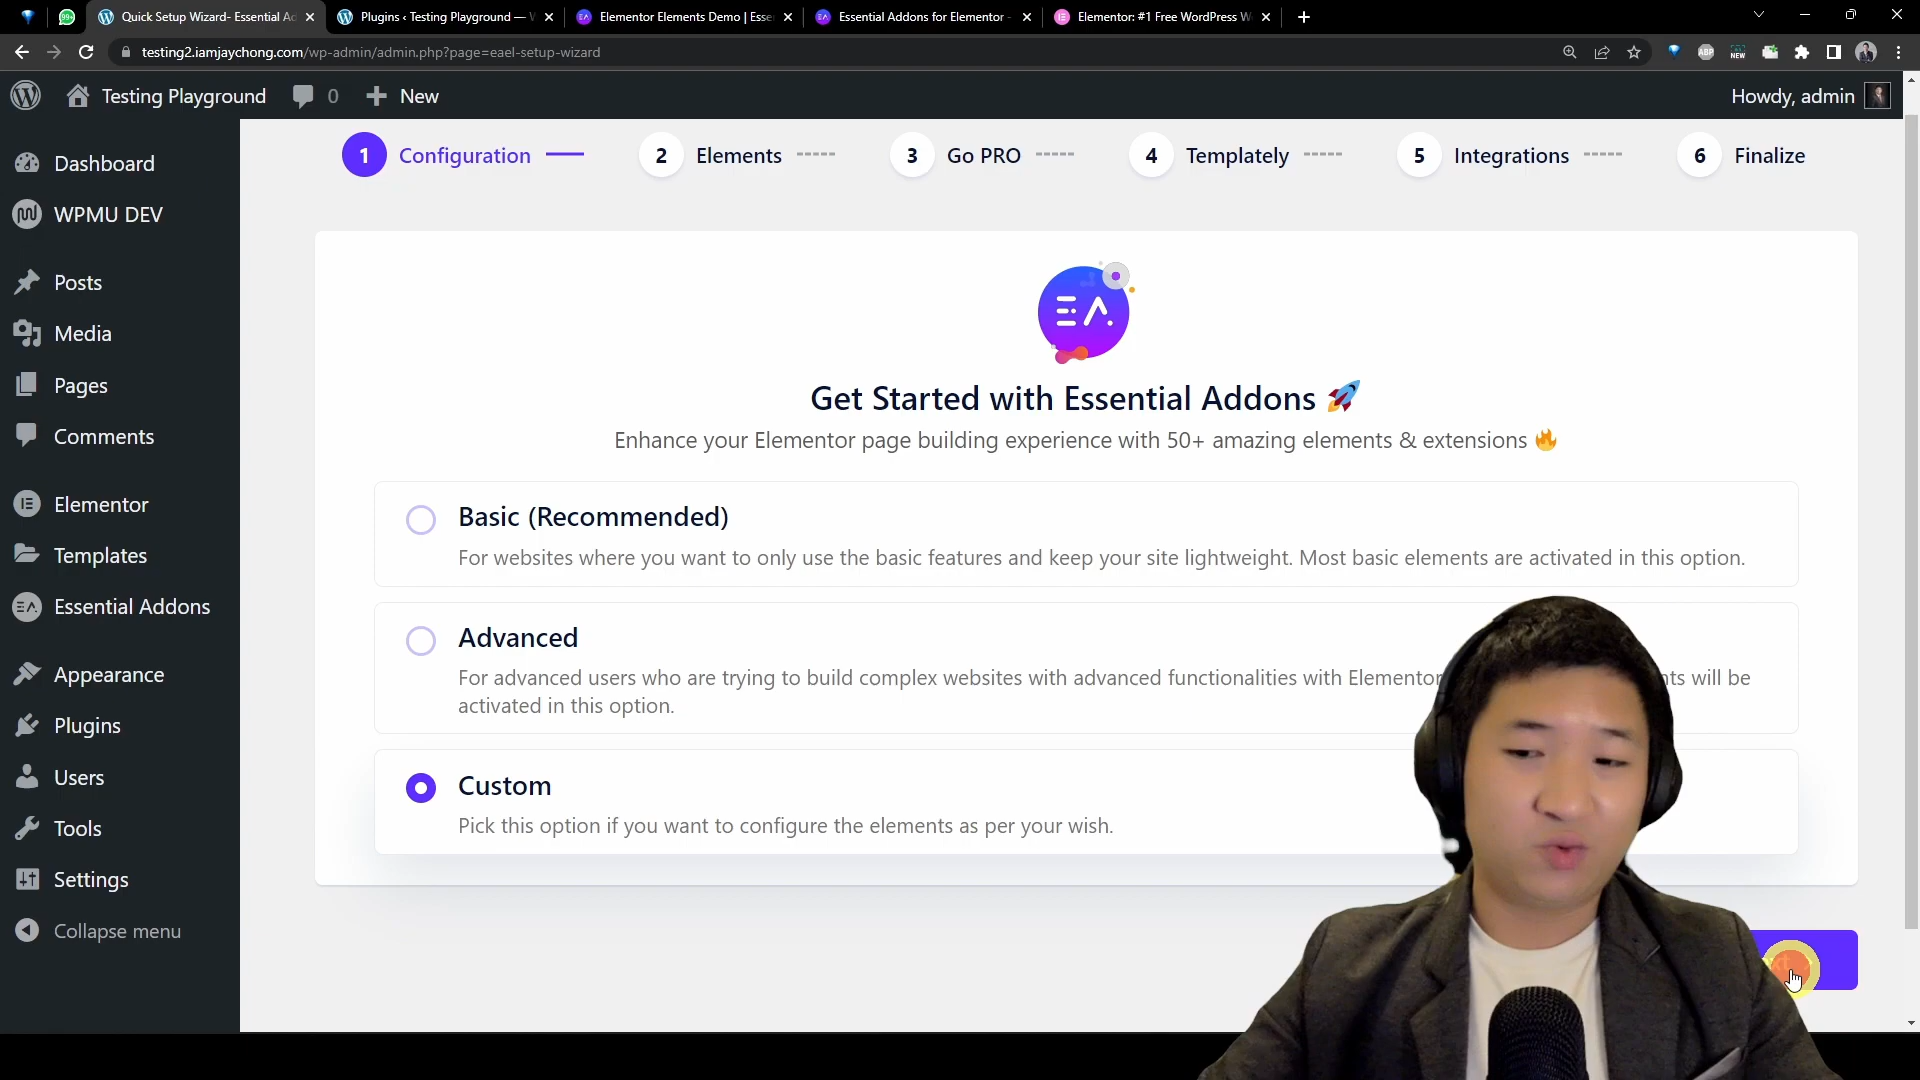 Quick Setup Wizard- Essential Ad
Plugins ‹ Testing Playground — W
Elementor Elements Demo | Esse
Essential Addons for Elementor -
Elementor: #1 Free WordPress W
testing2.iamjaychong.com/wp-admin/admin.php?page=eael-setup-wizard
Testing Playground
0
New
Howdy, admin
Dashboard
WPMU DEV
Posts
Media
Pages
Comments
Elementor
Templates
Essential Addons
Appearance
Plugins
Users
Tools
Settings
Collapse menu
1 Configuration
2 Elements
3 Go PRO
4 Templately
5 Integrations
6 Finalize
EA
Get Started with Essential Addons 🚀
Enhance your Elementor page building experience with 50+ amazing elements & extensions 🔥
Basic (Recommended)
For websites where you want to only use the basic features and keep your site lightweight. Most basic elements are activated in this option.
Advanced
For advanced users who are trying to build complex websites with advanced functionalities with Elementor will be
activated in this option.
Custom
Pick this option if you want to configure the elements as per your wish.